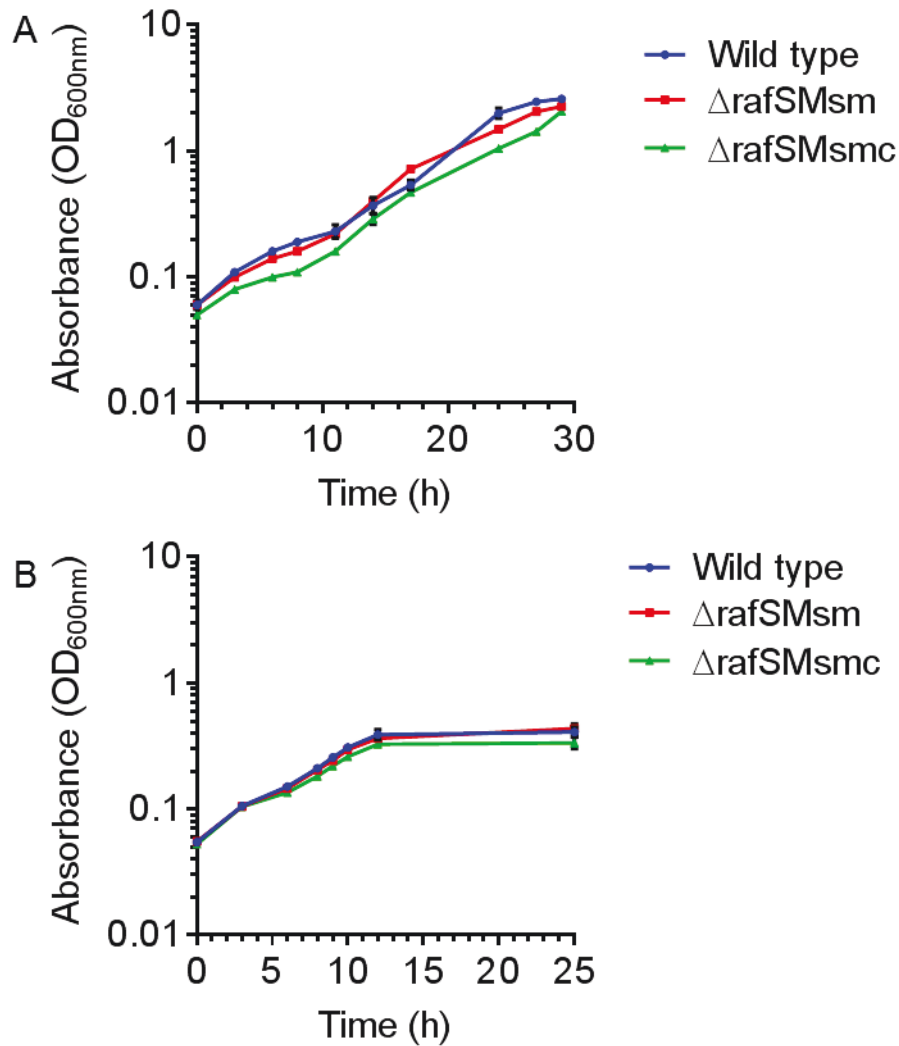 A
Absorbance (OD600nm)
10
1
0.1
0.01
0 10 20 30
Time (h)
Wild type
ΔrafSMsm
ΔrafSMsmc
B
Absorbance (OD600nm)
10
1
0.1
0.01
0 5 10 15 20 25
Time (h)
Wild type
ΔrafSMsm
ΔrafSMsmc